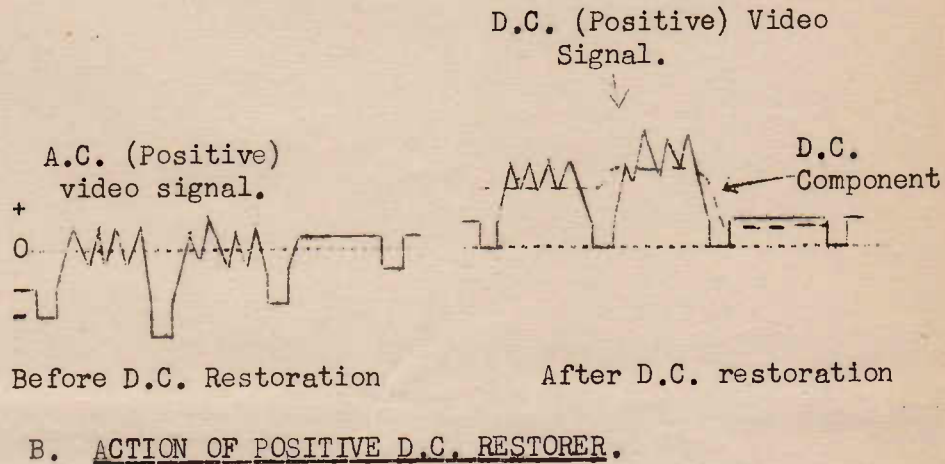 D.C. (Positive) Video
Signal.
A.C. (Positive)
video signal.
D.C.
Component
+
0
-
Before D.C. Restoration
After D.C. restoration
B. ACTION OF POSITIVE D.C. RESTORER.